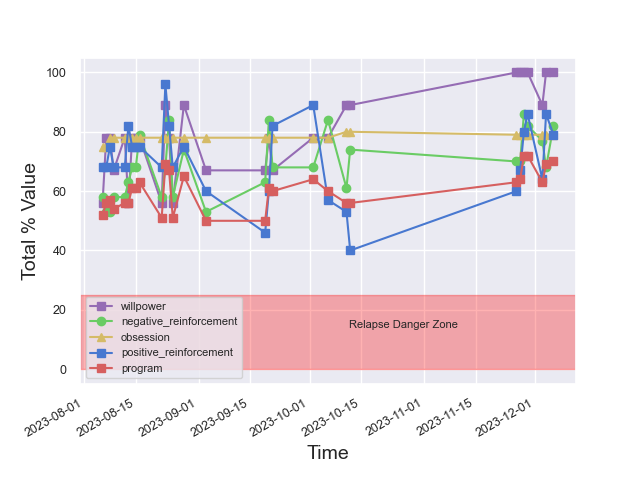 100
80
60
40
20
0
Total % Value
willpower
negative_reinforcement
obsession
positive_reinforcement
program
Relapse Danger Zone
2023-08-01
2023-08-15
2023-09-01
2023-09-15
2023-10-01
2023-10-15
2023-11-01
2023-11-15
2023-12-01
Time